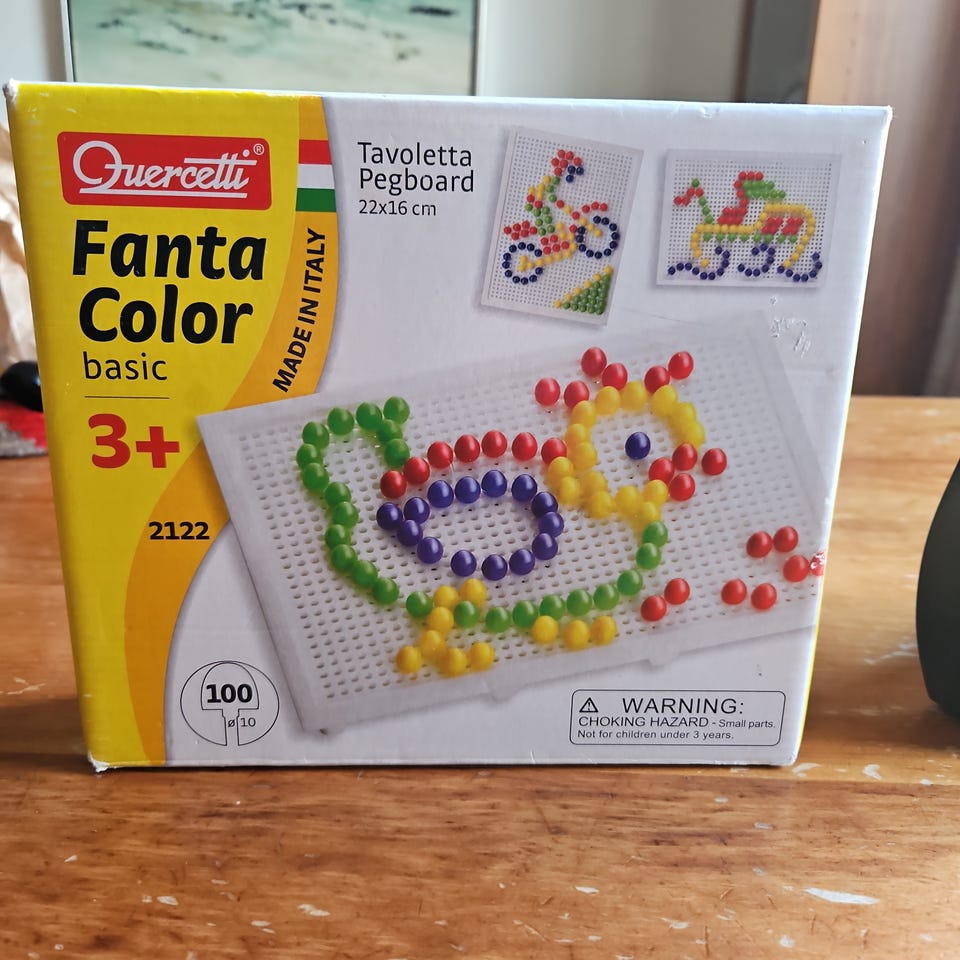 Quercetti®
Fanta
Color
basic
3+
2122
MADE IN ITALY
Tavoletta
Pegboard
22x16 cm
100
ø 10
⚠ WARNING:
CHOKING HAZARD - Small parts.
Not for children under 3 years.